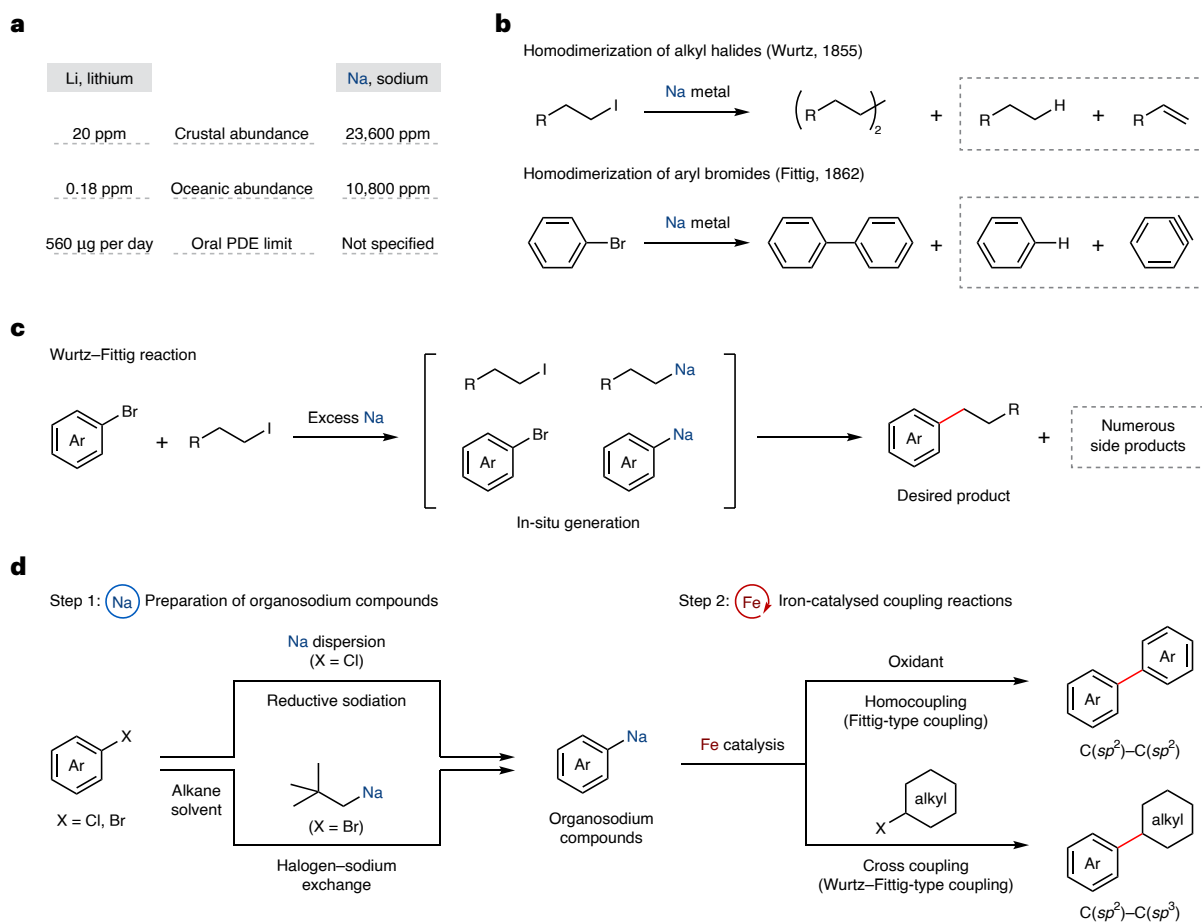 a
Li, lithium
Na, sodium
20 ppm
Crustal abundance
23,600 ppm
0.18 ppm
Oceanic abundance
10,800 ppm
560 µg per day
Oral PDE limit
Not specified
b
Homodimerization of alkyl halides (Wurtz, 1855)
R
I
Na metal
(
R
)
2
+
R
H
+
R
Homodimerization of aryl bromides (Fittig, 1862)
Br
Na metal
+
H
+
c
Wurtz–Fittig reaction
Ar
Br
+
R
I
Excess Na
R
I
R
Na
Ar
Br
Ar
Na
In-situ generation
Ar
R
Desired product
+
Numerous
side products
d
Step 1: Na Preparation of organosodium compounds
Na dispersion
(X = Cl)
Reductive sodiation
Ar
X
X = Cl, Br
Alkane
solvent
Na
(X = Br)
Halogen–sodium
exchange
Ar
Na
Organosodium
compounds
Step 2: Fe Iron-catalysed coupling reactions
Fe catalysis
Oxidant
Homocoupling
(Fittig-type coupling)
Ar
Ar
C(sp²)–C(sp²)
alkyl
X
Cross coupling
(Wurtz–Fittig-type coupling)
Ar
alkyl
C(sp²)–C(sp³)